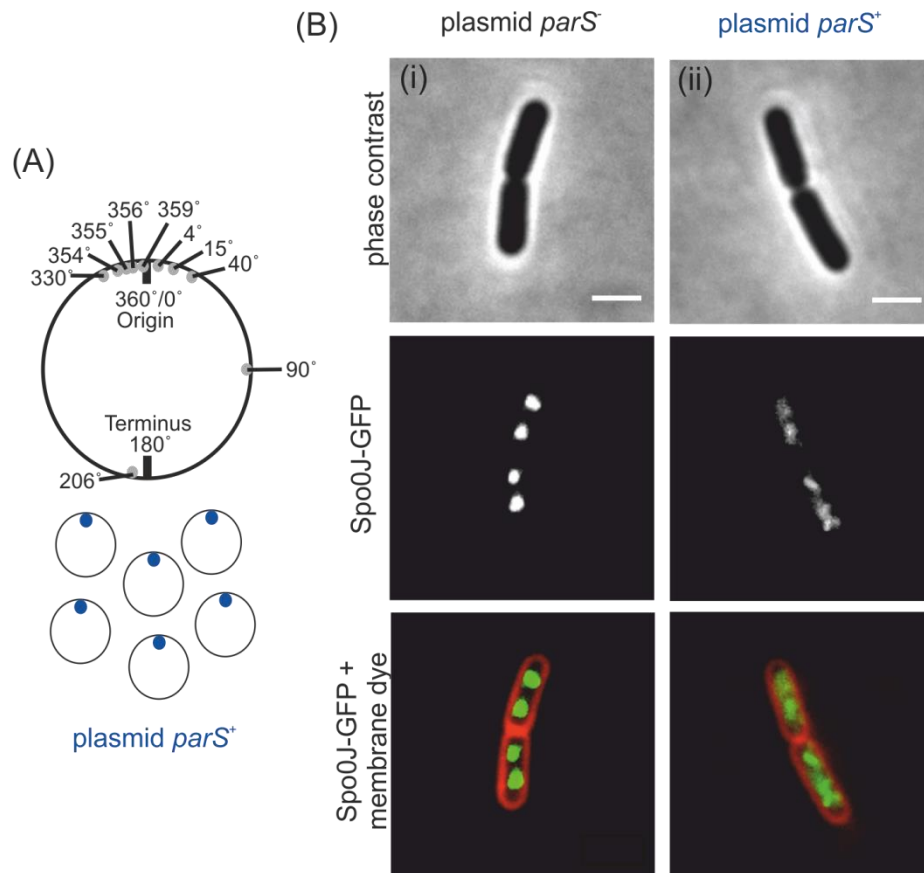 (A)
356˚ 359˚
355˚ 4˚
354˚ 15˚
330˚ 40˚
360˚/0˚
Origin
90˚
Terminus
180˚
206˚
plasmid parS⁺
(B)
plasmid parS⁻
plasmid parS⁺
(i)
(ii)
phase contrast
Spo0J-GFP
Spo0J-GFP +
membrane dye